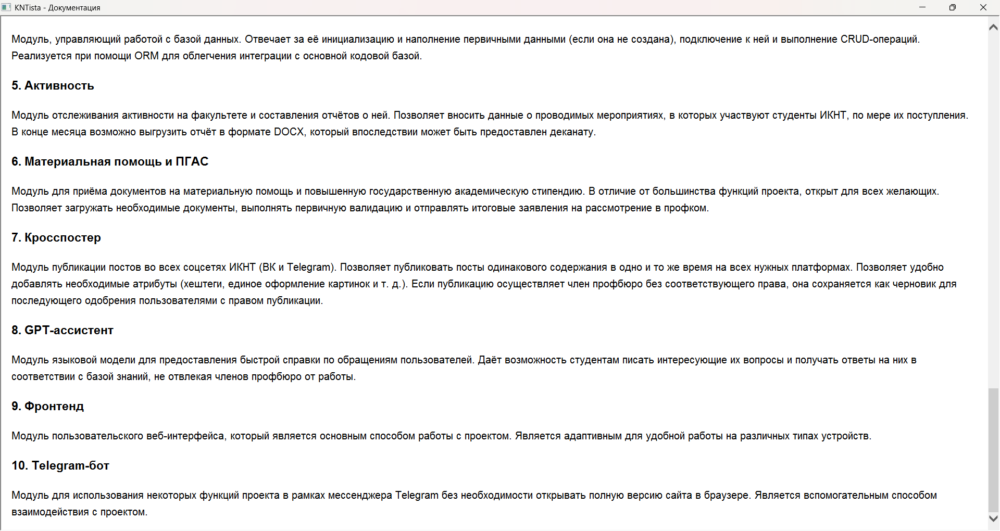 KNTista - Документация
Модуль, управляющий работой с базой данных. Отвечает за её инициализацию и наполнение первичными данными (если она не создана), подключение к ней и выполнение CRUD-операций.
Реализуется при помощи ORM для облегчения интеграции с основной кодовой базой.
5. Активность
Модуль отслеживания активности на факультете и составления отчётов о ней. Позволяет вносить данные о проводимых мероприятиях, в которых участвуют студенты ИКНТ, по мере их поступления.
В конце месяца возможно выгрузить отчёт в формате DOCX, который впоследствии может быть предоставлен деканату.
6. Материальная помощь и ПГАС
Модуль для приёма документов на материальную помощь и повышенную государственную академическую стипендию. В отличие от большинства функций проекта, открыт для всех желающих.
Позволяет загружать необходимые документы, выполнять первичную валидацию и отправлять итоговые заявления на рассмотрение в профком.
7. Кросспостер
Модуль публикации постов во всех соцсетях ИКНТ (ВК и Telegram). Позволяет публиковать посты одинакового содержания в одно и то же время на всех нужных платформах. Позволяет удобно
добавлять необходимые атрибуты (хештеги, единое оформление картинок и т. д.). Если публикацию осуществляет член профбюро без соответствующего права, она сохраняется как черновик для
последующего одобрения пользователями с правом публикации.
8. GPT-ассистент
Модуль языковой модели для предоставления быстрой справки по обращениям пользователей. Даёт возможность студентам писать интересующие их вопросы и получать ответы на них в
соответствии с базой знаний, не отвлекая членов профбюро от работы.
9. Фронтенд
Модуль пользовательского веб-интерфейса, который является основным способом работы с проектом. Является адаптивным для удобной работы на различных типах устройств.
10. Telegram-бот
Модуль для использования некоторых функций проекта в рамках мессенджера Telegram без необходимости открывать полную версию сайта в браузере. Является вспомогательным способом
взаимодействия с проектом.